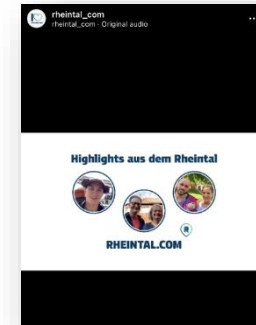 rheintal_com
rheintal_com · Original audio
Highlights aus dem Rheintal
R
RHEINTAL.COM